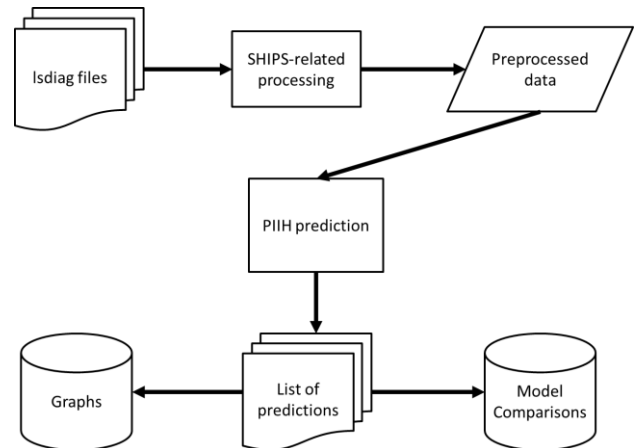 lsdiag files
SHIPS-related
processing
Preprocessed
data
PIIH prediction
Graphs
List of
predictions
Model
Comparisons